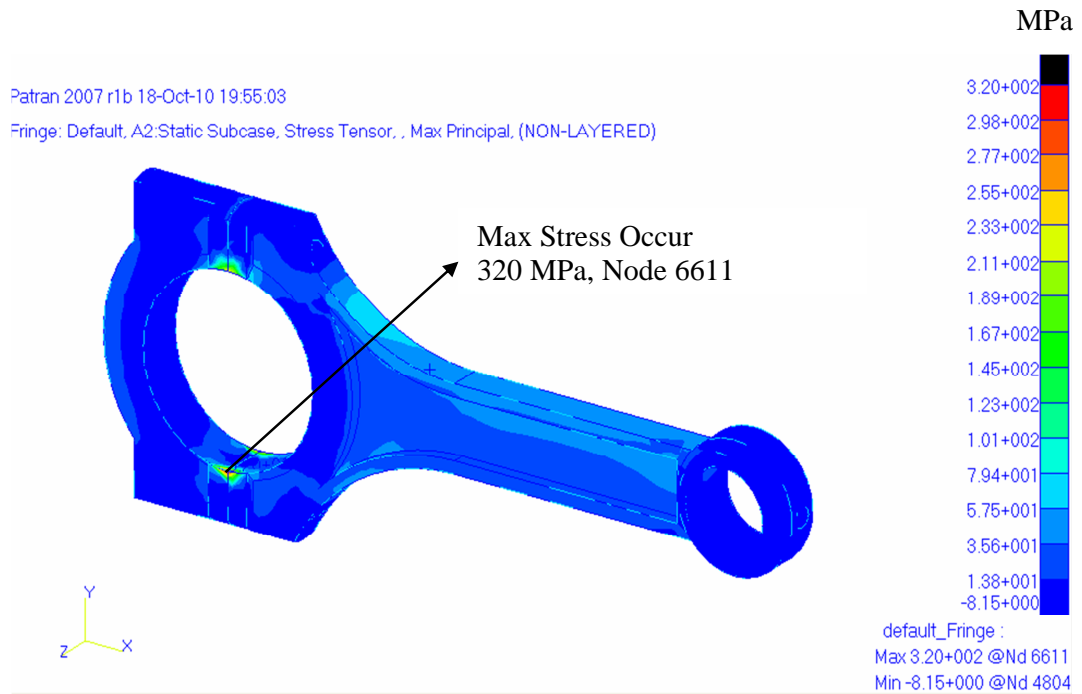 MPa
Patran 2007 r1b 18-Oct-10 19:55:03
Fringe: Default, A2:Static Subcase, Stress Tensor, , Max Principal, (NON-LAYERED)
Max Stress Occur
320 MPa, Node 6611
3.20+002
2.98+002
2.77+002
2.55+002
2.33+002
2.11+002
1.89+002
1.67+002
1.45+002
1.23+002
1.01+002
7.94+001
5.75+001
3.56+001
1.38+001
-8.15+000
Y
Z
X
default_Fringe :
Max 3.20+002 @Nd 6611
Min -8.15+000 @Nd 4804